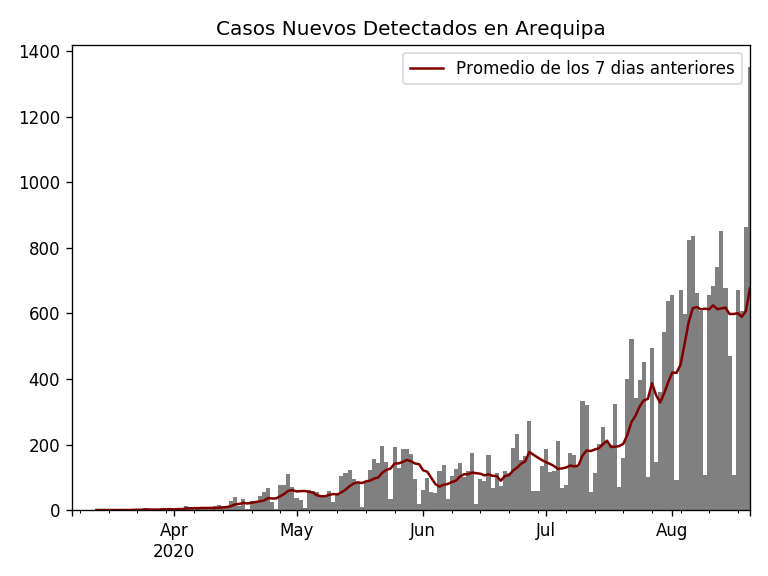 Casos Nuevos Detectados en Arequipa
Promedio de los 7 dias anteriores
1400
1200
1000
800
600
400
200
0
Apr
2020
May
Jun
Jul
Aug